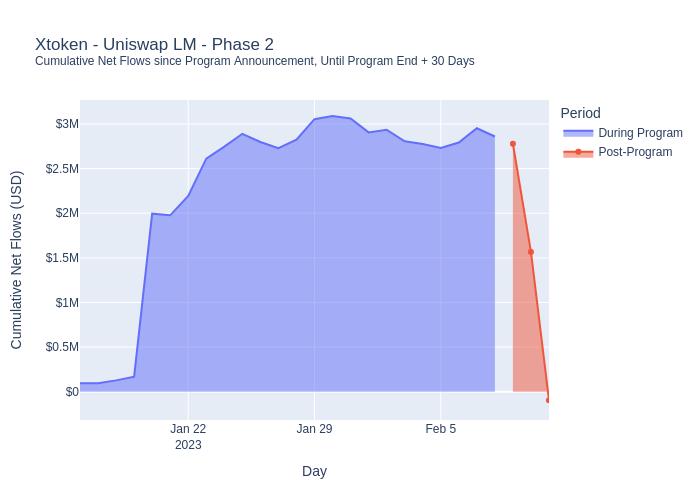 Xtoken - Uniswap LM - Phase 2
Cumulative Net Flows since Program Announcement, Until Program End + 30 Days
Period
During Program
Post-Program
Cumulative Net Flows (USD)
$3M
$2.5M
$2M
$1.5M
$1M
$0.5M
$0
Jan 22
2023
Jan 29
Feb 5
Day